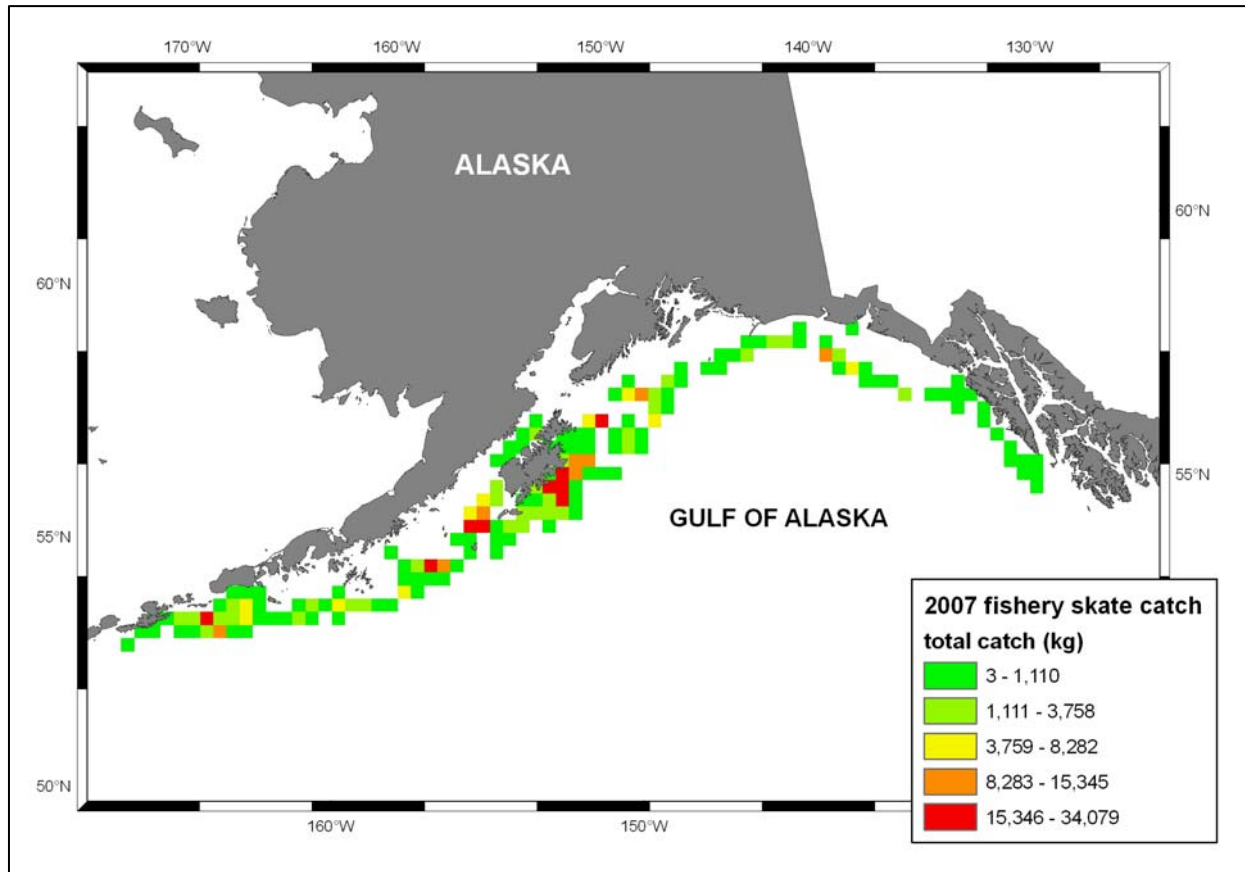 170°W 160°W 150°W 140°W 130°W
ALASKA
60°N
60°N
55°N
55°N
GULF OF ALASKA
2007 fishery skate catch
total catch (kg)
3 - 1,110
1,111 - 3,758
3,759 - 8,282
8,283 - 15,345
15,346 - 34,079
50°N
160°W 150°W